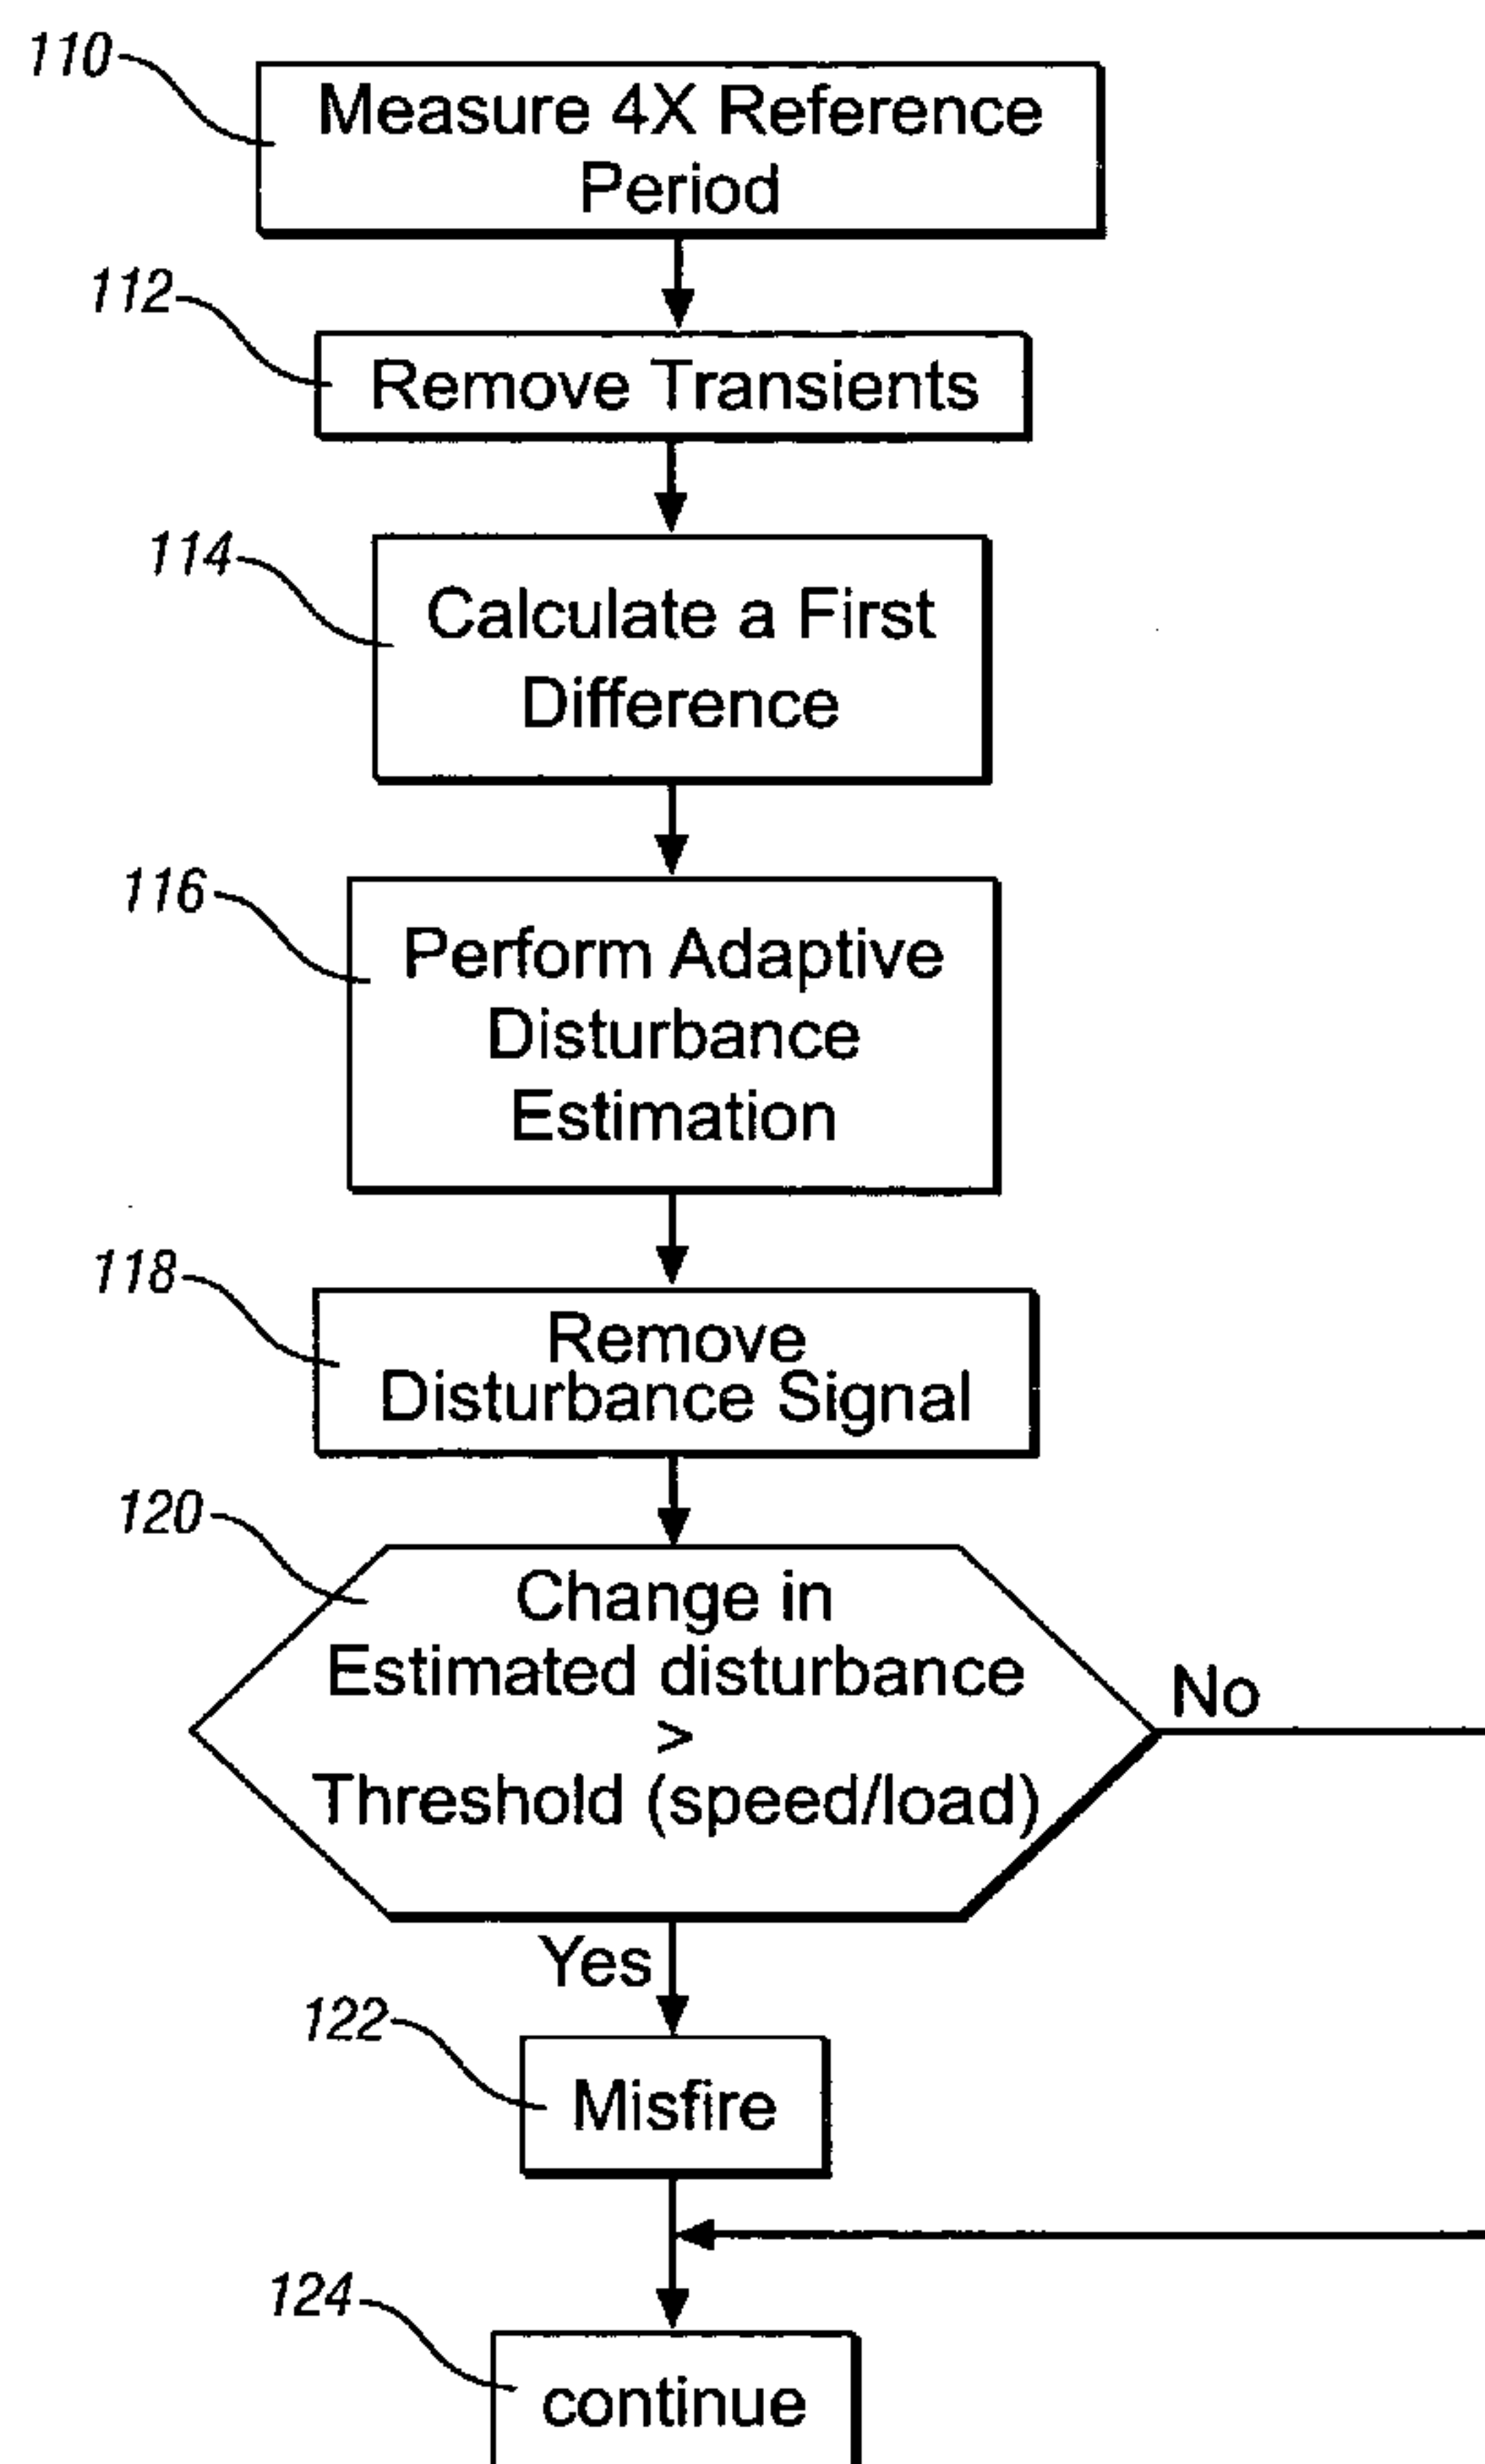 110
Measure 4X Reference
Period
112
Remove Transients
114
Calculate a First
Difference
116
Perform Adaptive
Disturbance
Estimation
118
Remove
Disturbance Signal
120
Change in
Estimated disturbance
>
Threshold (speed/load)
No
Yes
122
Misfire
124
continue